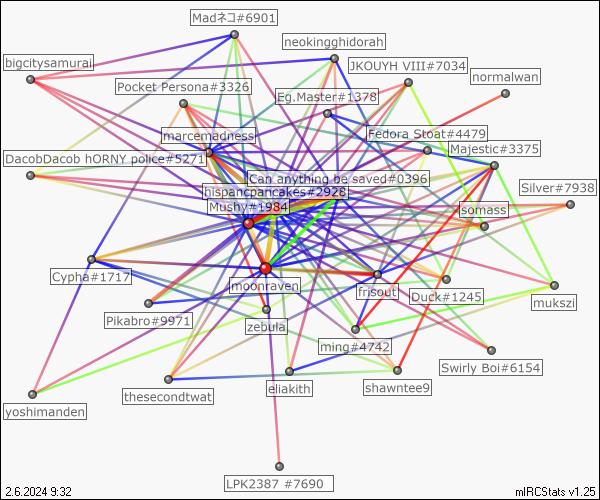 Madネコ#6901
neokingghidorah
bigcitysamurai
JKOUYH VIII#7034
normalwan
Pocket Persona#3326
Eg.Master#1378
marcemadness
Fedora Stoat#4479
Majestic#3375
DacobDacob hORNY police#5271
Can anything be saved#0396
hispancpancakes#2928
Silver#7938
Mushy#1984
somass
Cypha#1717
moonraven
frisout
Duck#1245
mukszi
Pikabro#9971
zebula
ming#4742
Swirly Boi#6154
thesecondtwat
eliakith
shawntee9
yoshimanden
LPK2387 #7690
2.6.2024 9:32
mIRCStats v1.25